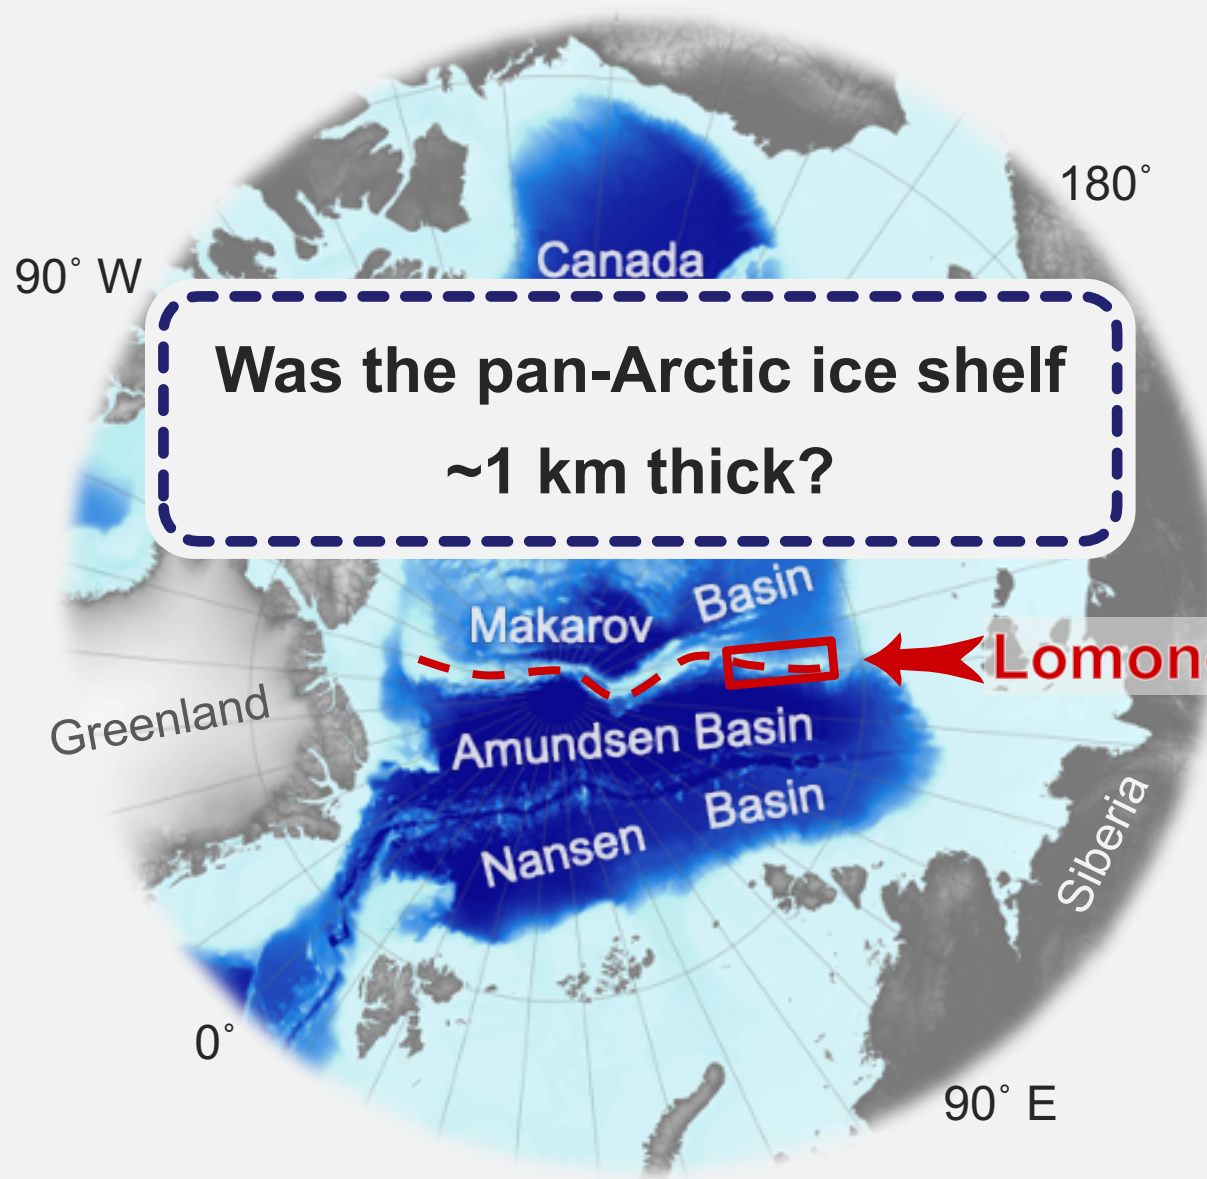 180°
90° W
Canada
Was the pan-Arctic ice shelf
~1 km thick?
Basin
Makarov
Greenland
Amundsen Basin
Basin
Nansen
Siberia
0°
90° E